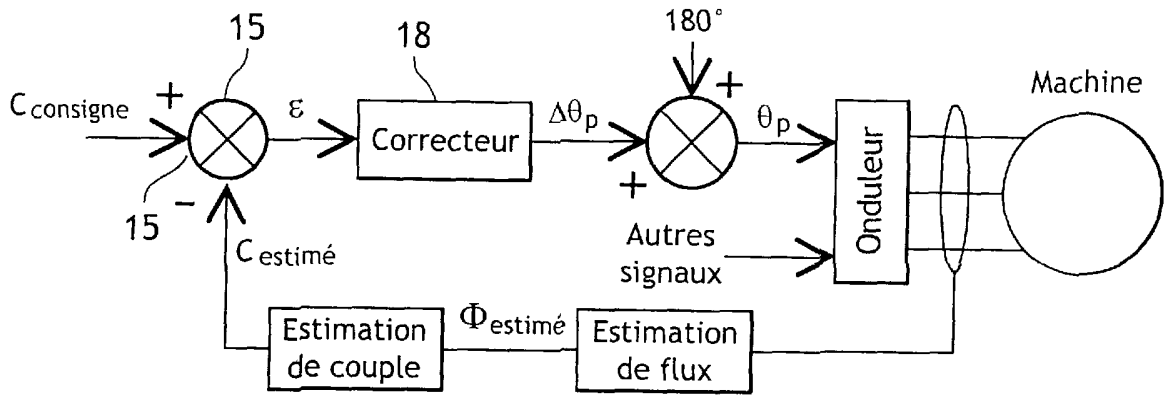 15
18
180°
Machine
C consigne
+
ε
Correcteur
Δθp
+
θp
Onduleur
+
15
−
C estimé
Autres
signaux
Estimation
de couple
Φestimé
Estimation
de flux